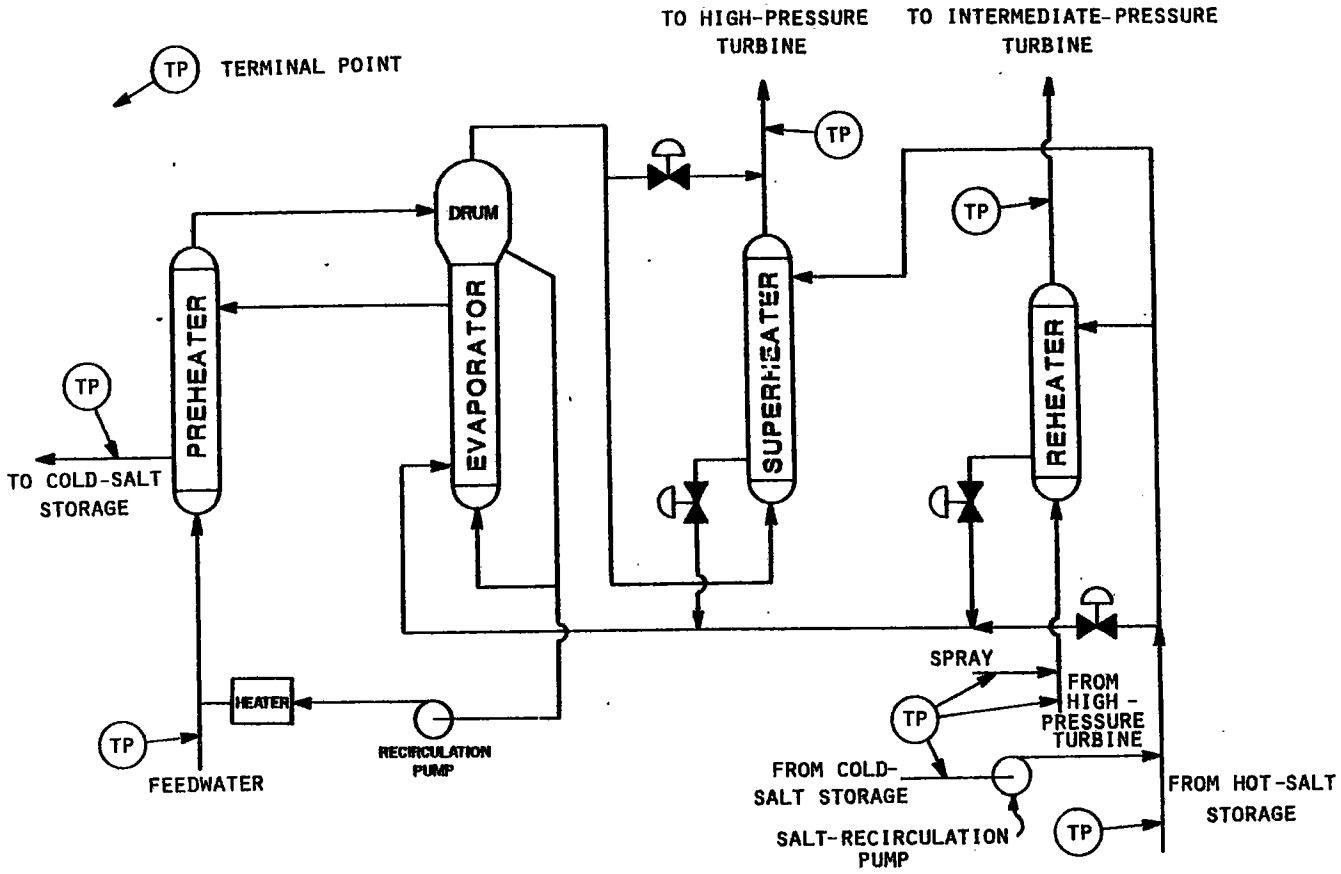 TO HIGH-PRESSURE
TURBINE
TO INTERMEDIATE-PRESSURE
TURBINE
TP
TERMINAL POINT
TP
TP
DRUM
PREHEATER
EVAPORATOR
SUPERHEATER
REHEATER
TP
TO COLD-SALT
STORAGE
SPRAY
FROM
HIGH-
PRESSURE
TURBINE
HEATER
TP
TP
RECIRCULATION
PUMP
FEEDWATER
FROM COLD-
SALT STORAGE
FROM HOT-SALT
STORAGE
TP
SALT-RECIRCULATION
PUMP